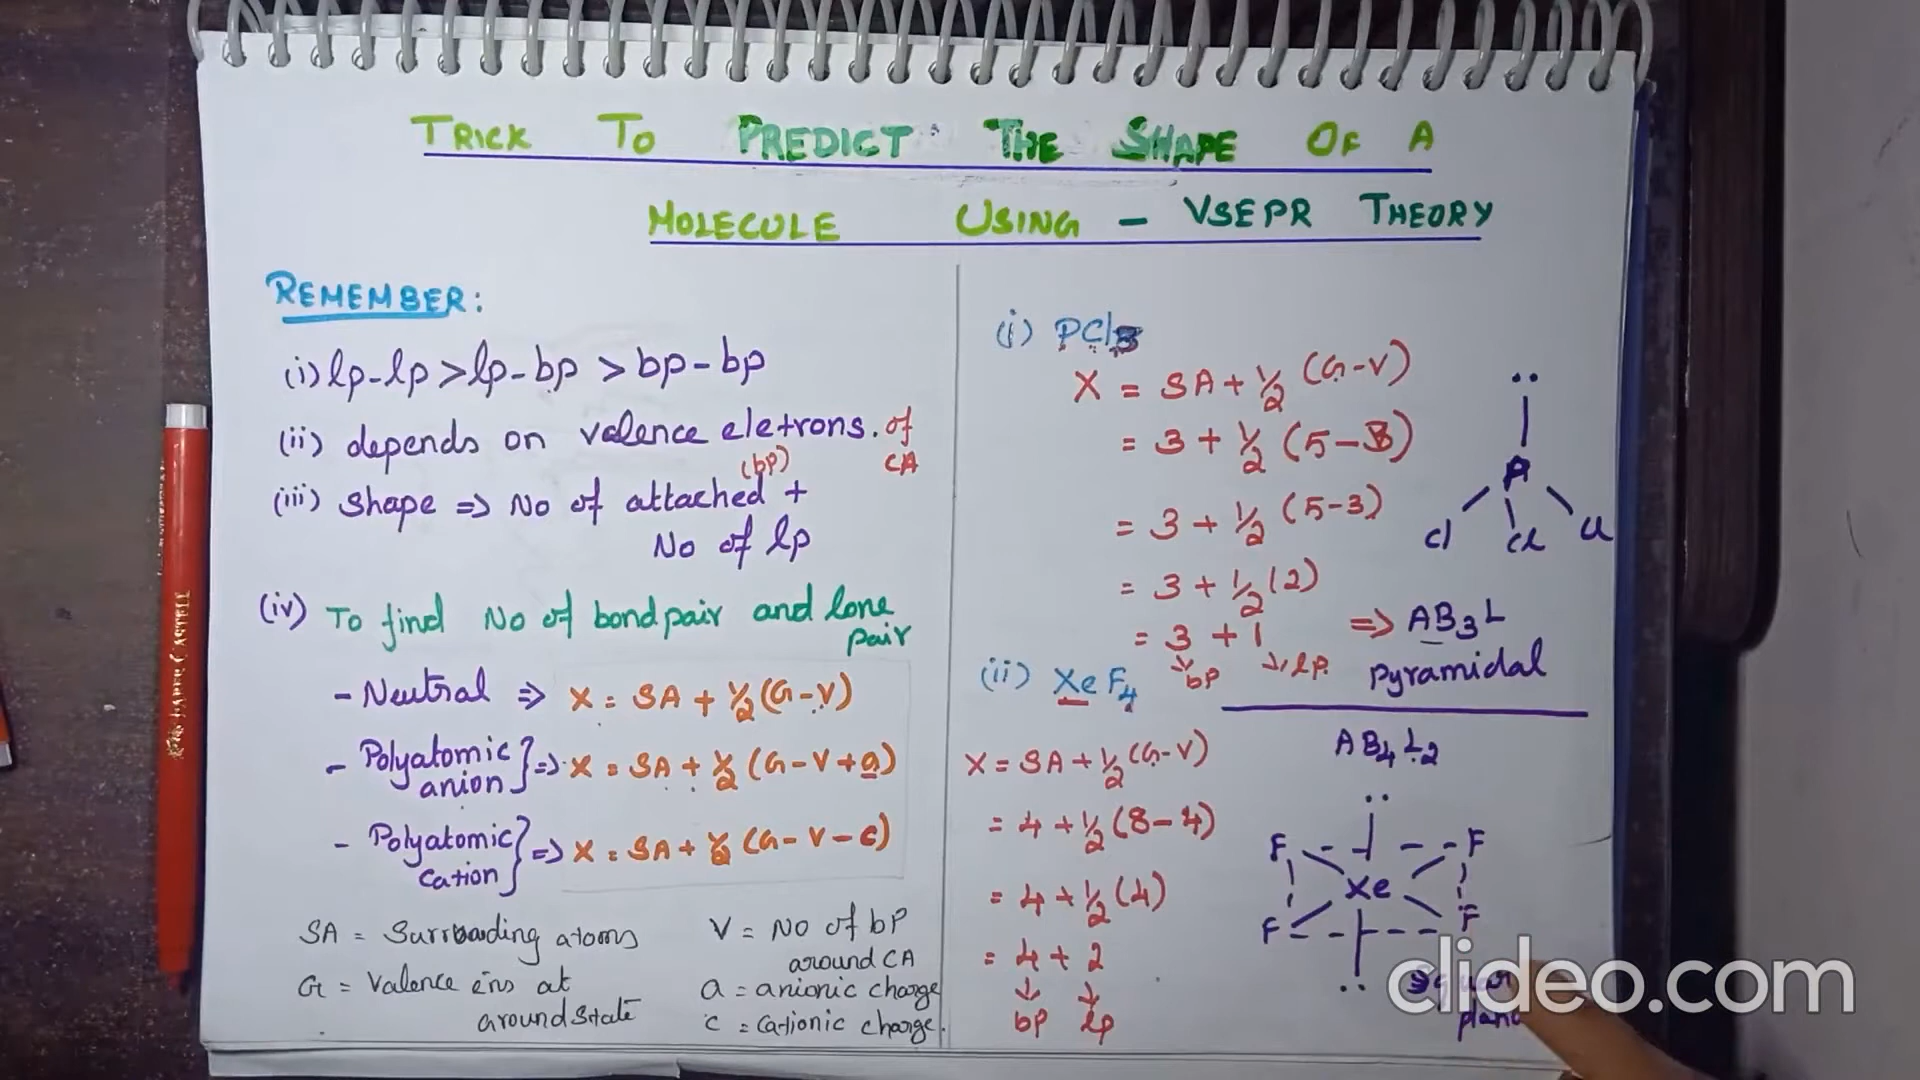 TRICK TO PREDICT THE SHAPE OF A
MOLECULE USING - VSEPR THEORY
REMEMBER:
(i) lp-lp > lp-bp > bp-bp
(ii) depends on valence eletrons. of
CA
(bp)
(iii) shape => No of attached +
No of lp
(iv) To find No of bondpair and lone
pair
- Neutral => X = SA + 1/2 (G-V)
- Polyatomic
anion } => X = SA + 1/2 (G-V+a)
- Polyatomic
cation } => X = SA + 1/2 (G-V-c)
SA = Surrounding atoms
G = Valence ens at
around state
V = No of bp
around CA
a = anionic charge
c = cationic charge.
(i) PCl3
X = SA + 1/2 (G-V)
= 3 + 1/2 (5-3)
= 3 + 1/2 (5-3)
= 3 + 1/2 (2)
= 3 + 1
bp lp
A
Cl Cl Cl
=> AB3L
Pyramidal
(ii) XeF4
X = SA + 1/2 (G-V)
= 4 + 1/2 (8-4)
= 4 + 1/2 (4)
= 4 + 2
bp lp
AB4L2
F F
Xe
F F
clideo.com
FABER CASTELL